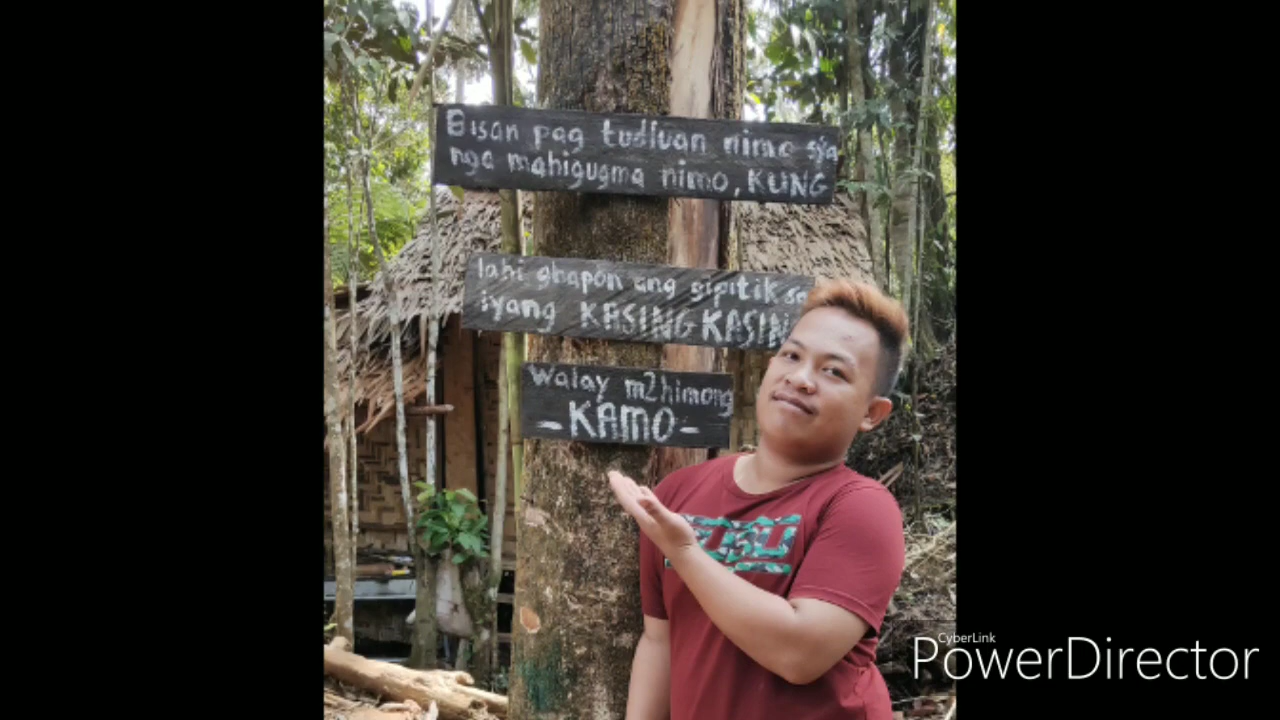 Bisan pag tudluan nimo sya
nga mahigugma nimo, KUNG
lahi ghapon ang gipitik sa
iyang KASING KASIN
Walay m2himong
-KAMO-
CyberLink
PowerDirector